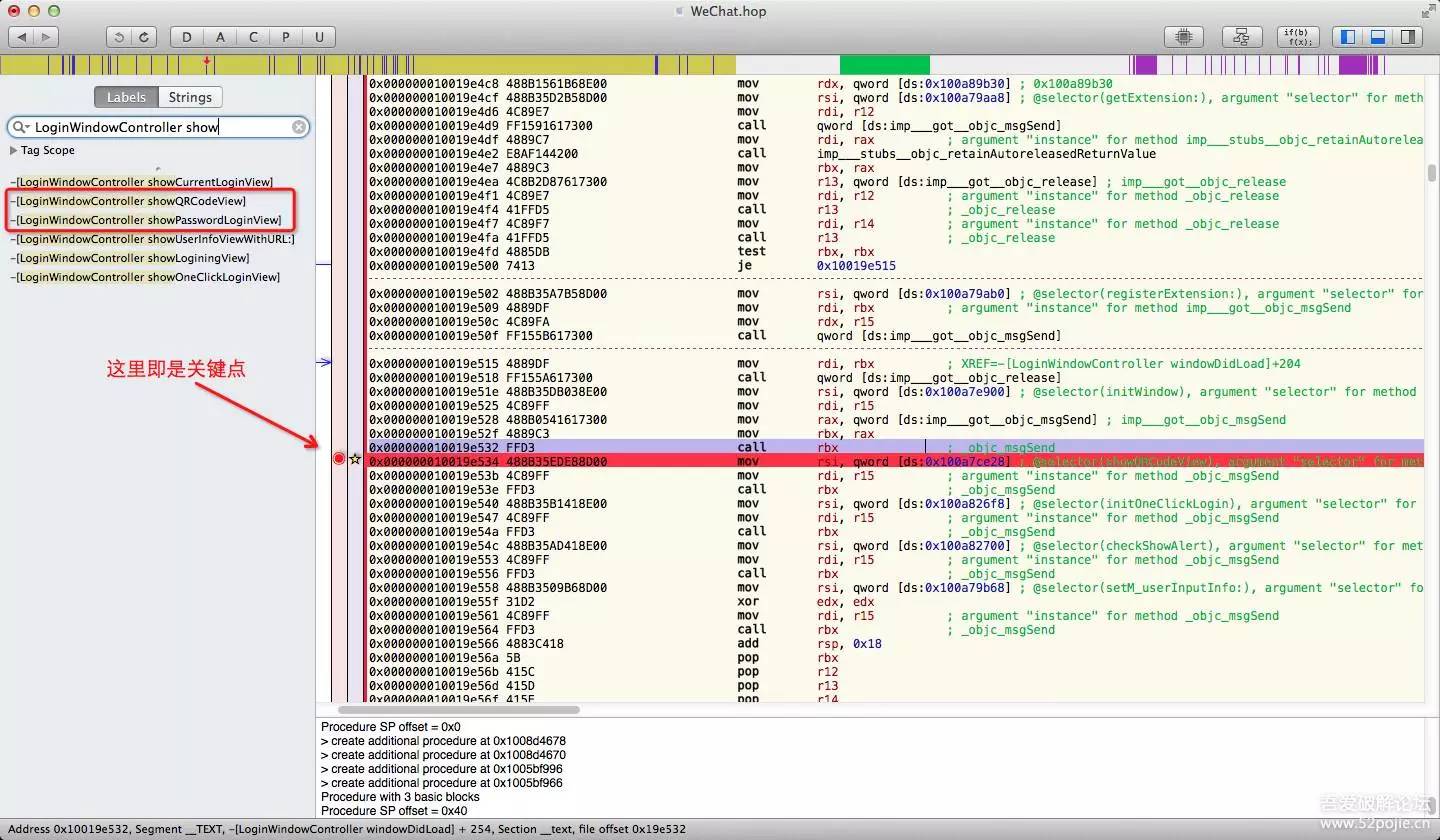 WeChat.hop
D A C P U
if(b)
f(x);
Labels Strings
LoginWindowController show
Tag Scope
-[LoginWindowController showCurrentLoginView]
-[LoginWindowController showQRCodeView]
-[LoginWindowController showPasswordLoginView]
-[LoginWindowController showUserInfoViewWithURL:]
-[LoginWindowController showLoginingView]
-[LoginWindowController showOneClickLoginView]
这里即是关键点
0x000000010019e4c8 488B1561B68E00 mov rdx, qword [ds:0x100a89b30] ; 0x100a89b30
0x000000010019e4cf 488B35D2B58D00 mov rsi, qword [ds:0x100a79aa8] ; @selector(getExtension:), argument "selector" for meth
0x000000010019e4d6 4C89E7 mov rdi, r12
0x000000010019e4d9 FF1591617300 call qword [ds:imp___got__objc_msgSend]
0x000000010019e4df 4889C7 mov rdi, rax ; argument "instance" for method imp___stubs__objc_retainAutorelea
0x000000010019e4e2 E8AF144200 call imp___stubs__objc_retainAutoreleasedReturnValue
0x000000010019e4e7 4889C3 mov rbx, rax
0x000000010019e4ea 4C8B2D87617300 mov r13, qword [ds:imp___got__objc_release] ; imp___got__objc_release
0x000000010019e4f1 4C89E7 mov rdi, r12 ; argument "instance" for method _objc_release
0x000000010019e4f4 41FFD5 call r13 ; _objc_release
0x000000010019e4f7 4C89F7 mov rdi, r14 ; argument "instance" for method _objc_release
0x000000010019e4fa 41FFD5 call r13 ; _objc_release
0x000000010019e4fd 4885DB test rbx, rbx
0x000000010019e500 7413 je 0x10019e515
0x000000010019e502 488B35A7B58D00 mov rsi, qword [ds:0x100a79ab0] ; @selector(registerExtension:), argument "selector" for
0x000000010019e509 4889DF mov rdi, rbx ; argument "instance" for method imp___got__objc_msgSend
0x000000010019e50c 4C89FA mov rdx, r15
0x000000010019e50f FF155B617300 call qword [ds:imp___got__objc_msgSend]
0x000000010019e515 4889DF mov rdi, rbx ; XREF=-[LoginWindowController windowDidLoad]+204
0x000000010019e518 FF155A617300 call qword [ds:imp___got__objc_release]
0x000000010019e51e 488B35DB038E00 mov rsi, qword [ds:0x100a7e900] ; @selector(initWindow), argument "selector" for method
0x000000010019e525 4C89FF mov rdi, r15
0x000000010019e528 488B0541617300 mov rax, qword [ds:imp___got__objc_msgSend] ; imp___got__objc_msgSend
0x000000010019e52f 4889C3 mov rbx, rax
0x000000010019e532 FFD3 call rbx ; _objc_msgSend
0x000000010019e534 488B35EDE88D00 mov rsi, qword [ds:0x100a7ce28] ; @selector(showQRCodeView), argument "selector" for met
0x000000010019e53b 4C89FF mov rdi, r15 ; argument "instance" for method _objc_msgSend
0x000000010019e53e FFD3 call rbx ; _objc_msgSend
0x000000010019e540 488B35B1418E00 mov rsi, qword [ds:0x100a826f8] ; @selector(initOneClickLogin), argument "selector" for
0x000000010019e547 4C89FF mov rdi, r15 ; argument "instance" for method _objc_msgSend
0x000000010019e54a FFD3 call rbx ; _objc_msgSend
0x000000010019e54c 488B35AD418E00 mov rsi, qword [ds:0x100a82700] ; @selector(checkShowAlert), argument "selector" for met
0x000000010019e553 4C89FF mov rdi, r15 ; argument "instance" for method _objc_msgSend
0x000000010019e556 FFD3 call rbx ; _objc_msgSend
0x000000010019e558 488B3509B68D00 mov rsi, qword [ds:0x100a79b68] ; @selector(setM_userInputInfo:), argument "selector" fo
0x000000010019e55f 31D2 xor edx, edx
0x000000010019e561 4C89FF mov rdi, r15 ; argument "instance" for method _objc_msgSend
0x000000010019e564 FFD3 call rbx ; _objc_msgSend
0x000000010019e566 4883C418 add rsp, 0x18
0x000000010019e56a 5B pop rbx
0x000000010019e56b 415C pop r12
0x000000010019e56d 415D pop r13
0x000000010019e56f 415E pop r14
Procedure SP offset = 0x0
> create additional procedure at 0x1008d4678
> create additional procedure at 0x1008d4670
> create additional procedure at 0x1005bf996
> create additional procedure at 0x1005bf966
Procedure with 3 basic blocks
Procedure SP offset = 0x40
Address 0x10019e532, Segment __TEXT, -[LoginWindowController windowDidLoad] + 254, Section __text, file offset 0x19e532
吾爱破解论坛
www.52pojie.cn